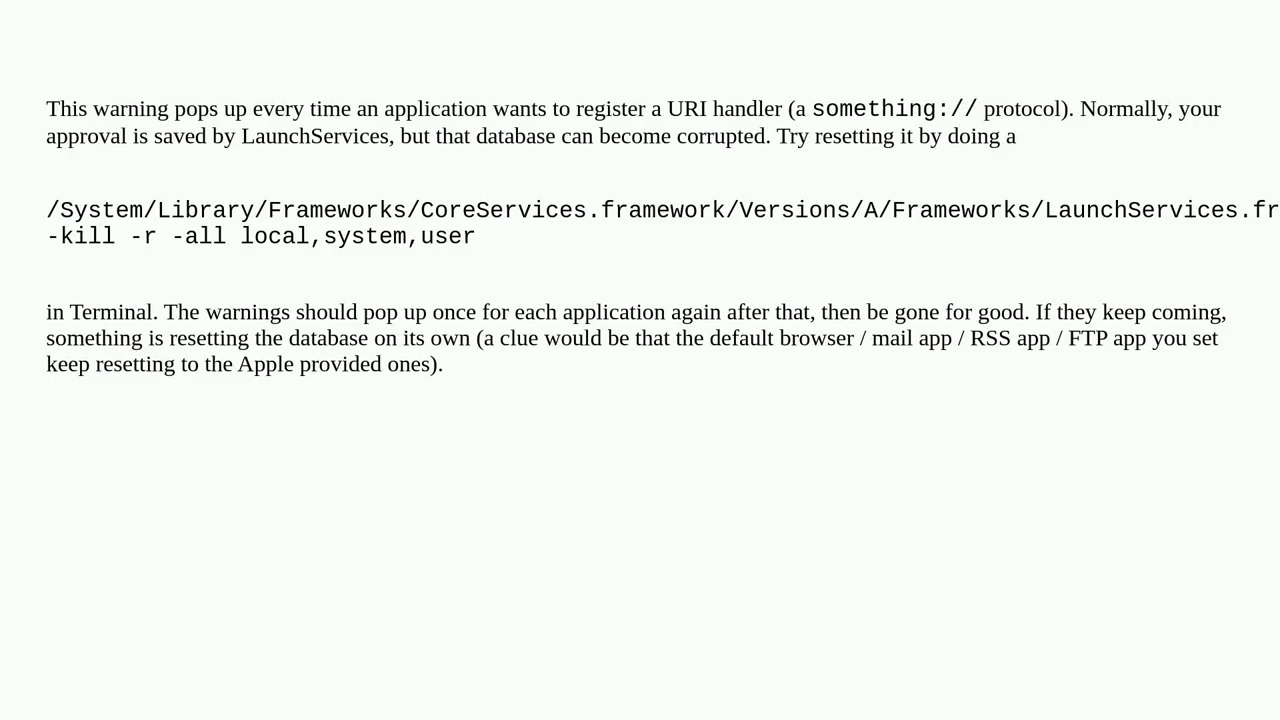 This warning pops up every time an application wants to register a URI handler (a something:// protocol). Normally, your
approval is saved by LaunchServices, but that database can become corrupted. Try resetting it by doing a
/System/Library/Frameworks/CoreServices.framework/Versions/A/Frameworks/LaunchServices.fr
-kill -r -all local,system,user
in Terminal. The warnings should pop up once for each application again after that, then be gone for good. If they keep coming,
something is resetting the database on its own (a clue would be that the default browser / mail app / RSS app / FTP app you set
keep resetting to the Apple provided ones).